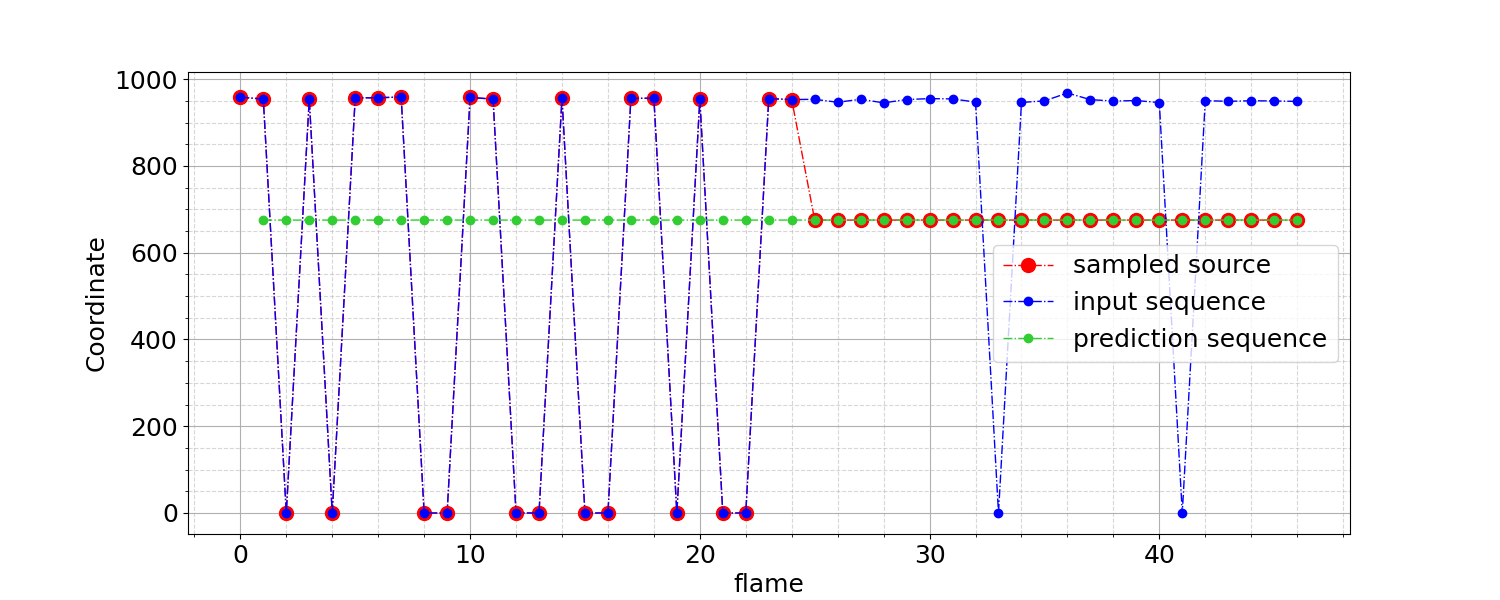 1000
800
600
400
200
0
Coordinate
sampled source
input sequence
prediction sequence
0 10 20 30 40
flame